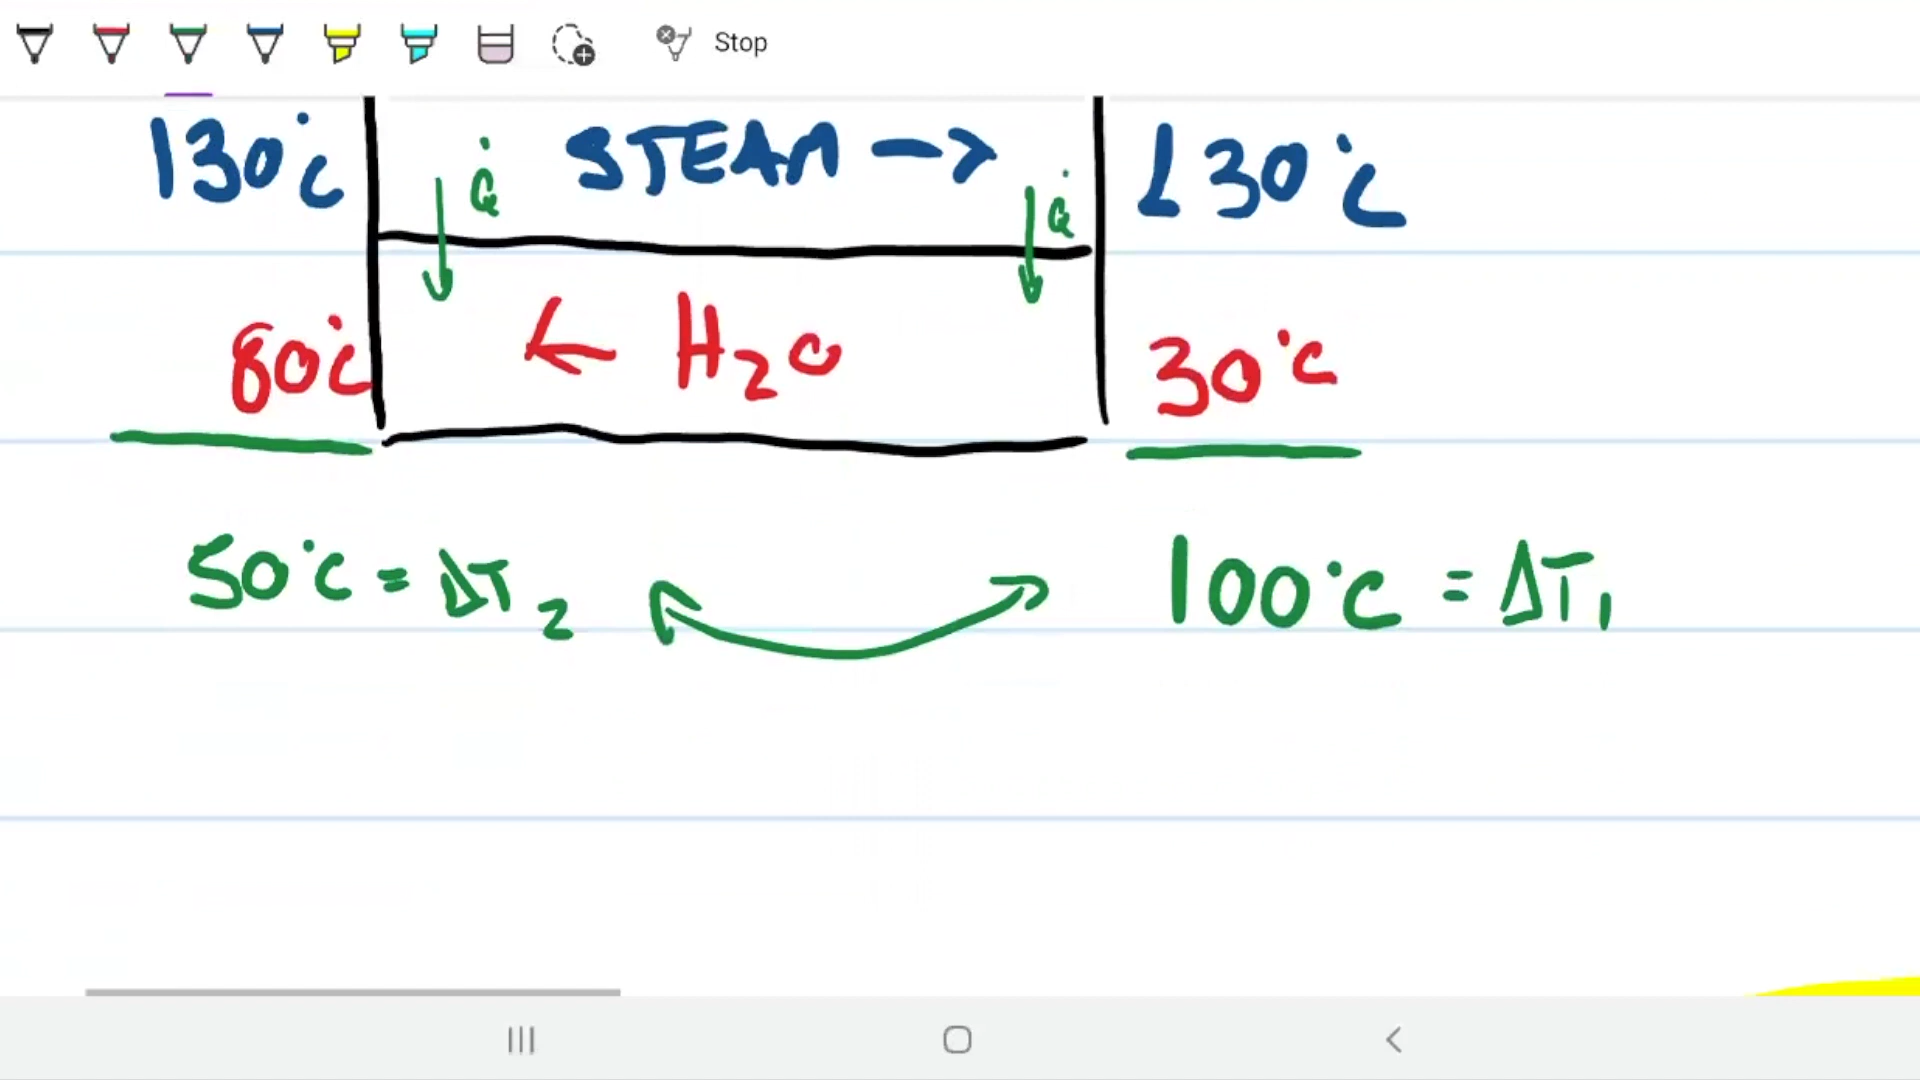 Stop
130°C STEAM → 130°C
Q̇ Q̇
80°C ← H₂O 30°C
50°C = ΔT₂ 100°C = ΔT₁